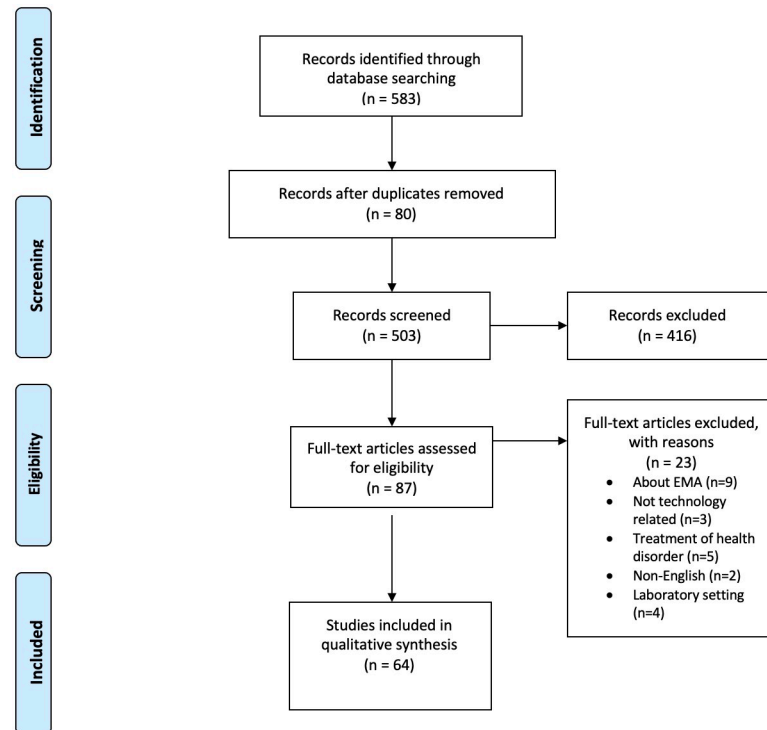 Identification
Records identified through
database searching
(n = 583)
Records after duplicates removed
(n = 80)
Screening
Records screened
(n = 503)
Records excluded
(n = 416)
Eligibility
Full-text articles assessed
for eligibility
(n = 87)
Full-text articles excluded,
with reasons
(n = 23)
• About EMA (n=9)
• Not technology
related (n=3)
• Treatment of health
disorder (n=5)
• Non-English (n=2)
• Laboratory setting
(n=4)
Included
Studies included in
qualitative synthesis
(n = 64)